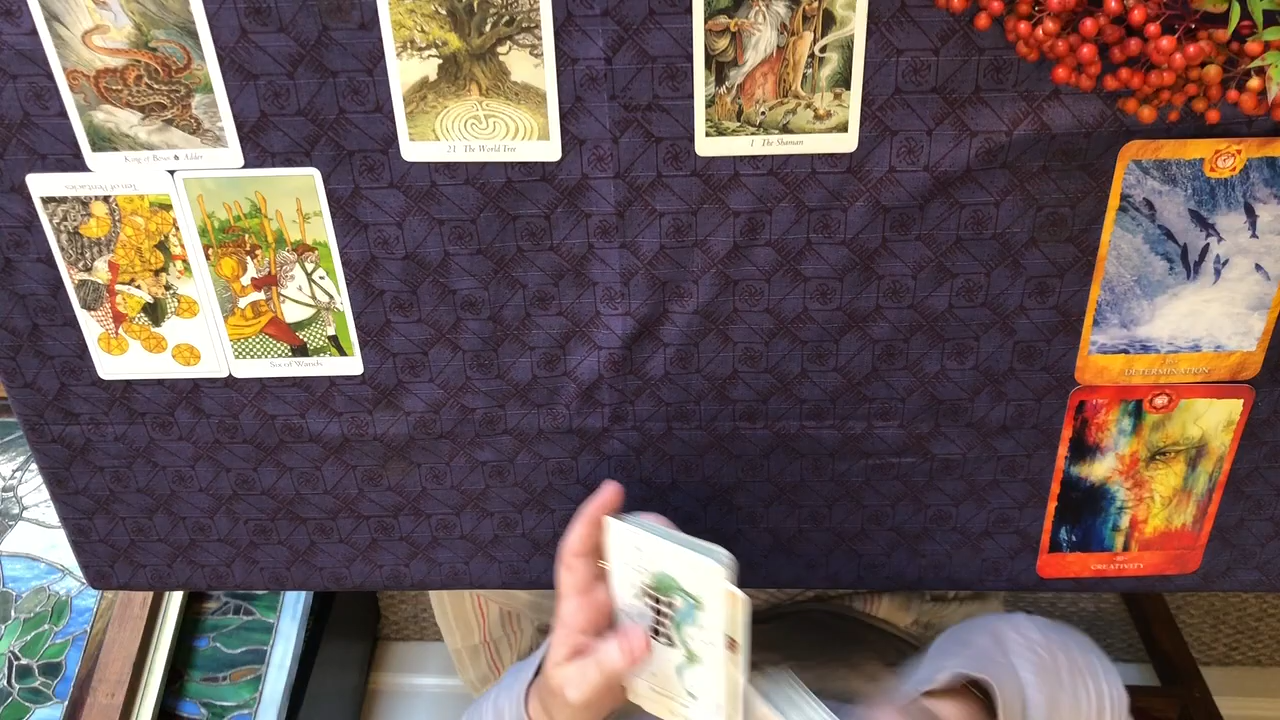 King of Bows Adder
21 The World Tree
1 The Shaman
Ten of Pentacles
Six of Wands
DETERMINATION
CREATIVITY